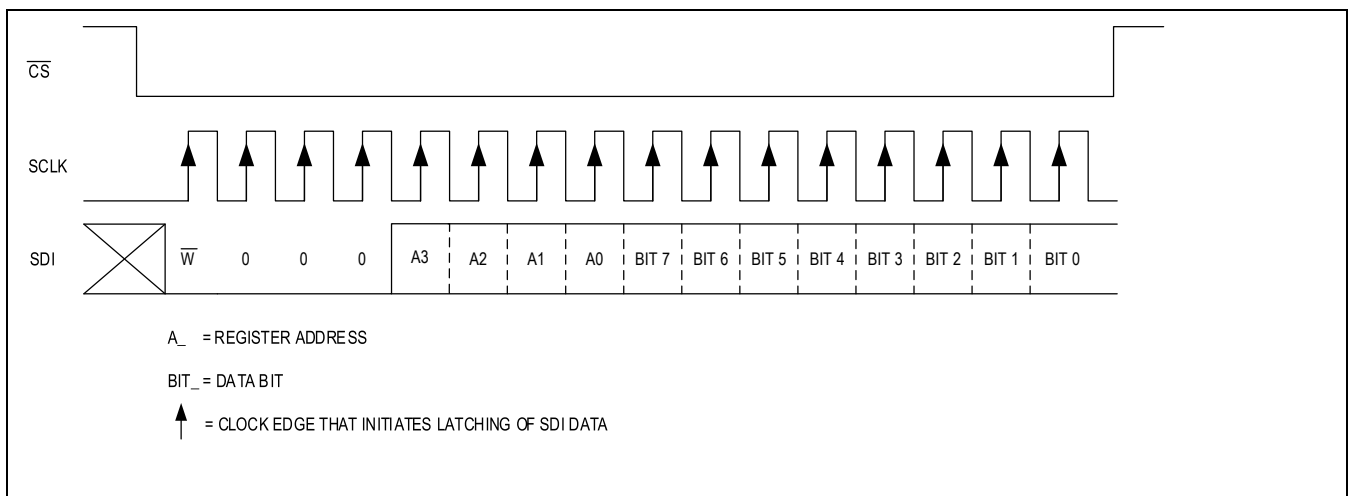 C̅S̅
SCLK
SDI W̅ 0 0 0 A3 A2 A1 A0 BIT 7 BIT 6 BIT 5 BIT 4 BIT 3 BIT 2 BIT 1 BIT 0
A_ = REGISTER ADDRESS
BIT_ = DATA BIT
= CLOCK EDGE THAT INITIATES LATCHING OF SDI DATA